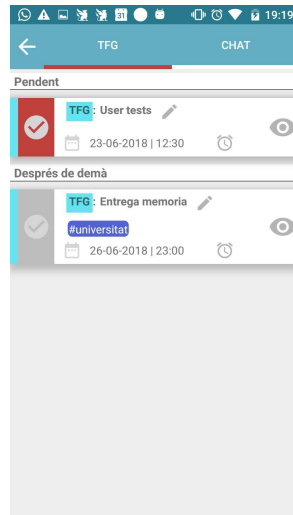 31 19:19
TFG CHAT
Pendent
TFG : User tests
23-06-2018 | 12:30
Després de demà
TFG : Entrega memoria
#universitat
26-06-2018 | 23:00